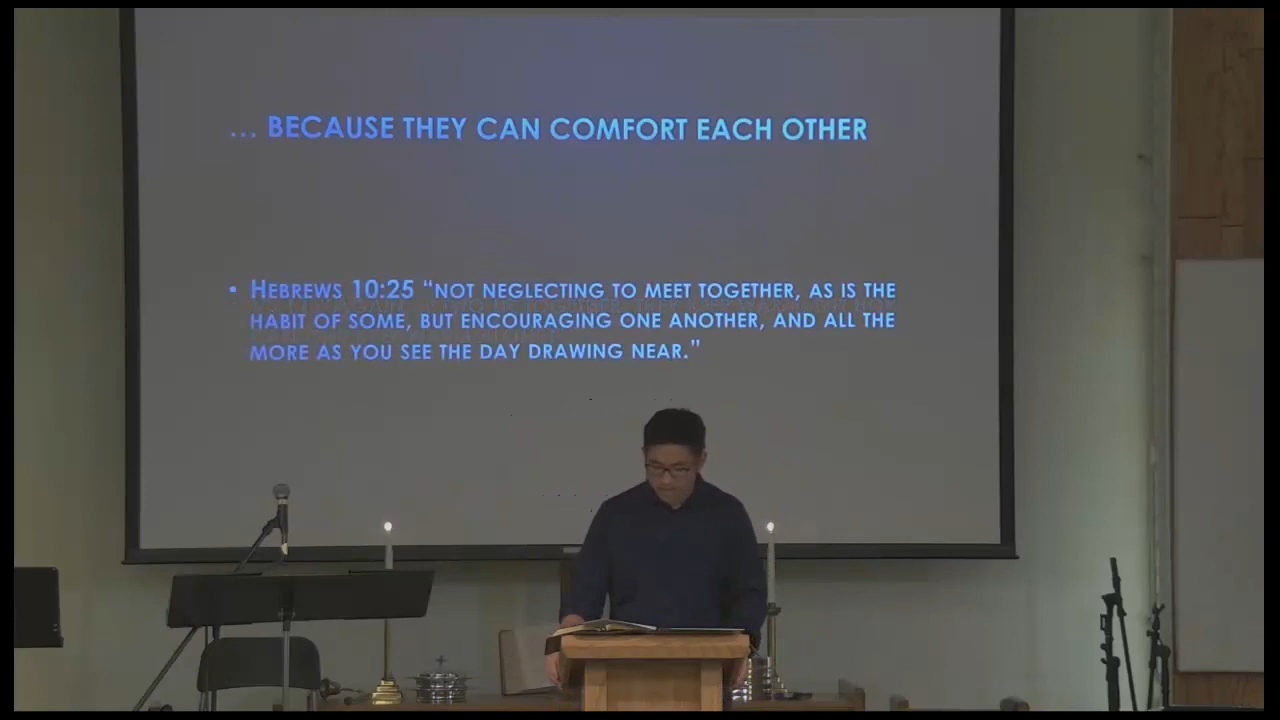 ... BECAUSE THEY CAN COMFORT EACH OTHER
• HEBREWS 10:25 “NOT NEGLECTING TO MEET TOGETHER, AS IS THE
HABIT OF SOME, BUT ENCOURAGING ONE ANOTHER, AND ALL THE
MORE AS YOU SEE THE DAY DRAWING NEAR.”